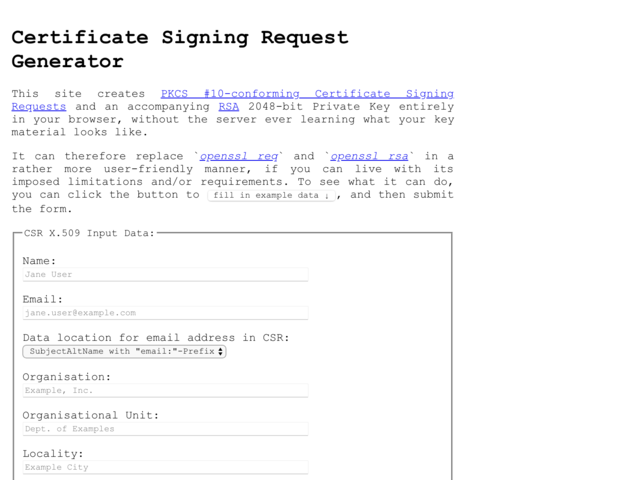 Certificate Signing Request
Generator
This site creates PKCS #10-conforming Certificate Signing
Requests and an accompanying RSA 2048-bit Private Key entirely
in your browser, without the server ever learning what your key
material looks like.
It can therefore replace `openssl req` and `openssl rsa` in a
rather more user-friendly manner, if you can live with its
imposed limitations and/or requirements. To see what it can do,
you can click the button to fill in example data ↓ , and then submit
the form.
CSR X.509 Input Data:
Name:
Jane User
Email:
jane.user@example.com
Data location for email address in CSR:
SubjectAltName with "email:"-Prefix
Organisation:
Example, Inc.
Organisational Unit:
Dept. of Examples
Locality:
Example City